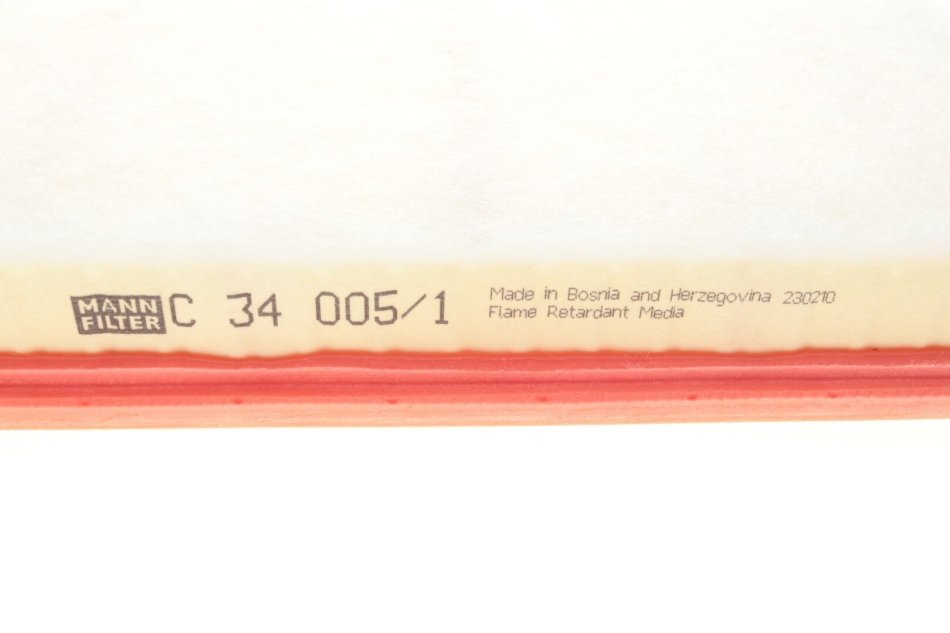 MANN
FILTER
C 34 005/1
Made in Bosnia and Herzegovina 230210
Flame Retardant Media